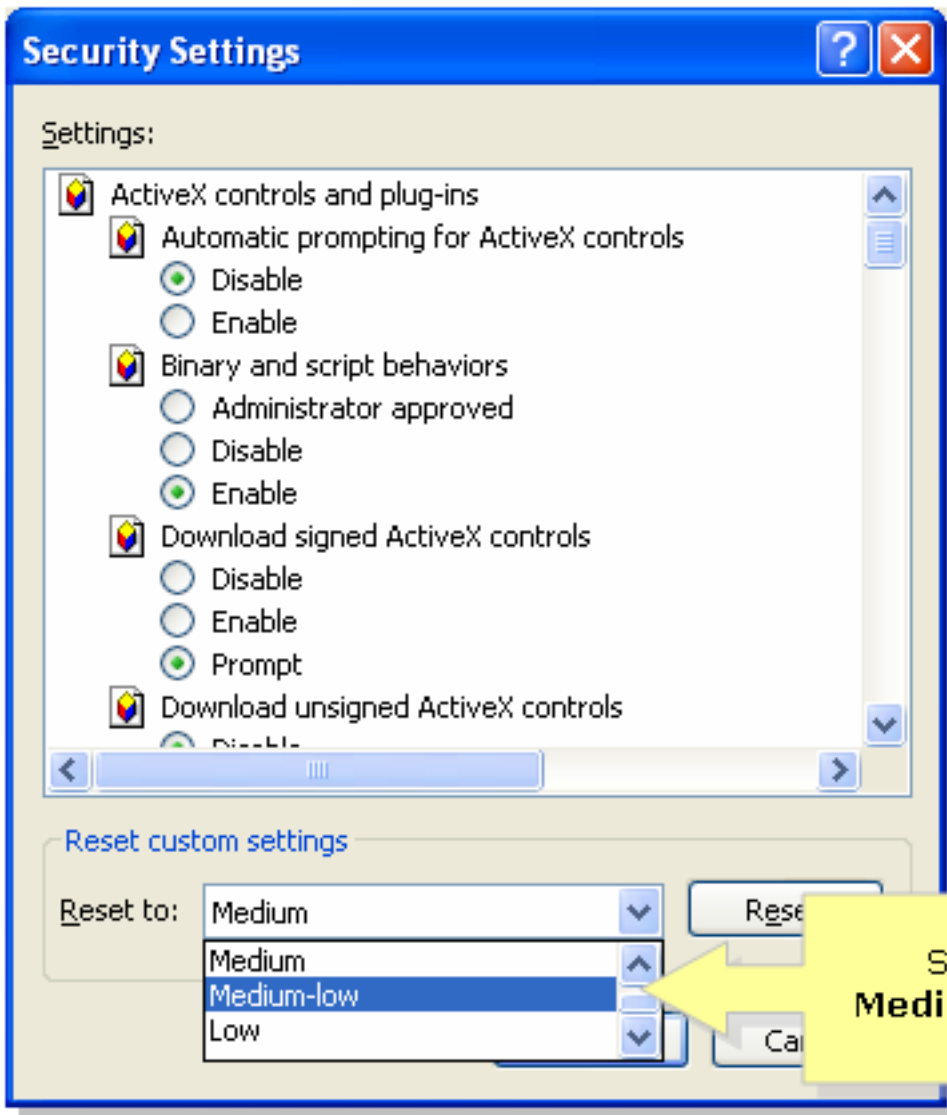 Security Settings
Settings:
ActiveX controls and plug-ins
Automatic prompting for ActiveX controls
Disable
Enable
Binary and script behaviors
Administrator approved
Disable
Enable
Download signed ActiveX controls
Disable
Enable
Prompt
Download unsigned ActiveX controls
Disable
Reset custom settings
Reset to: Medium
Medium
Medium-low
Low